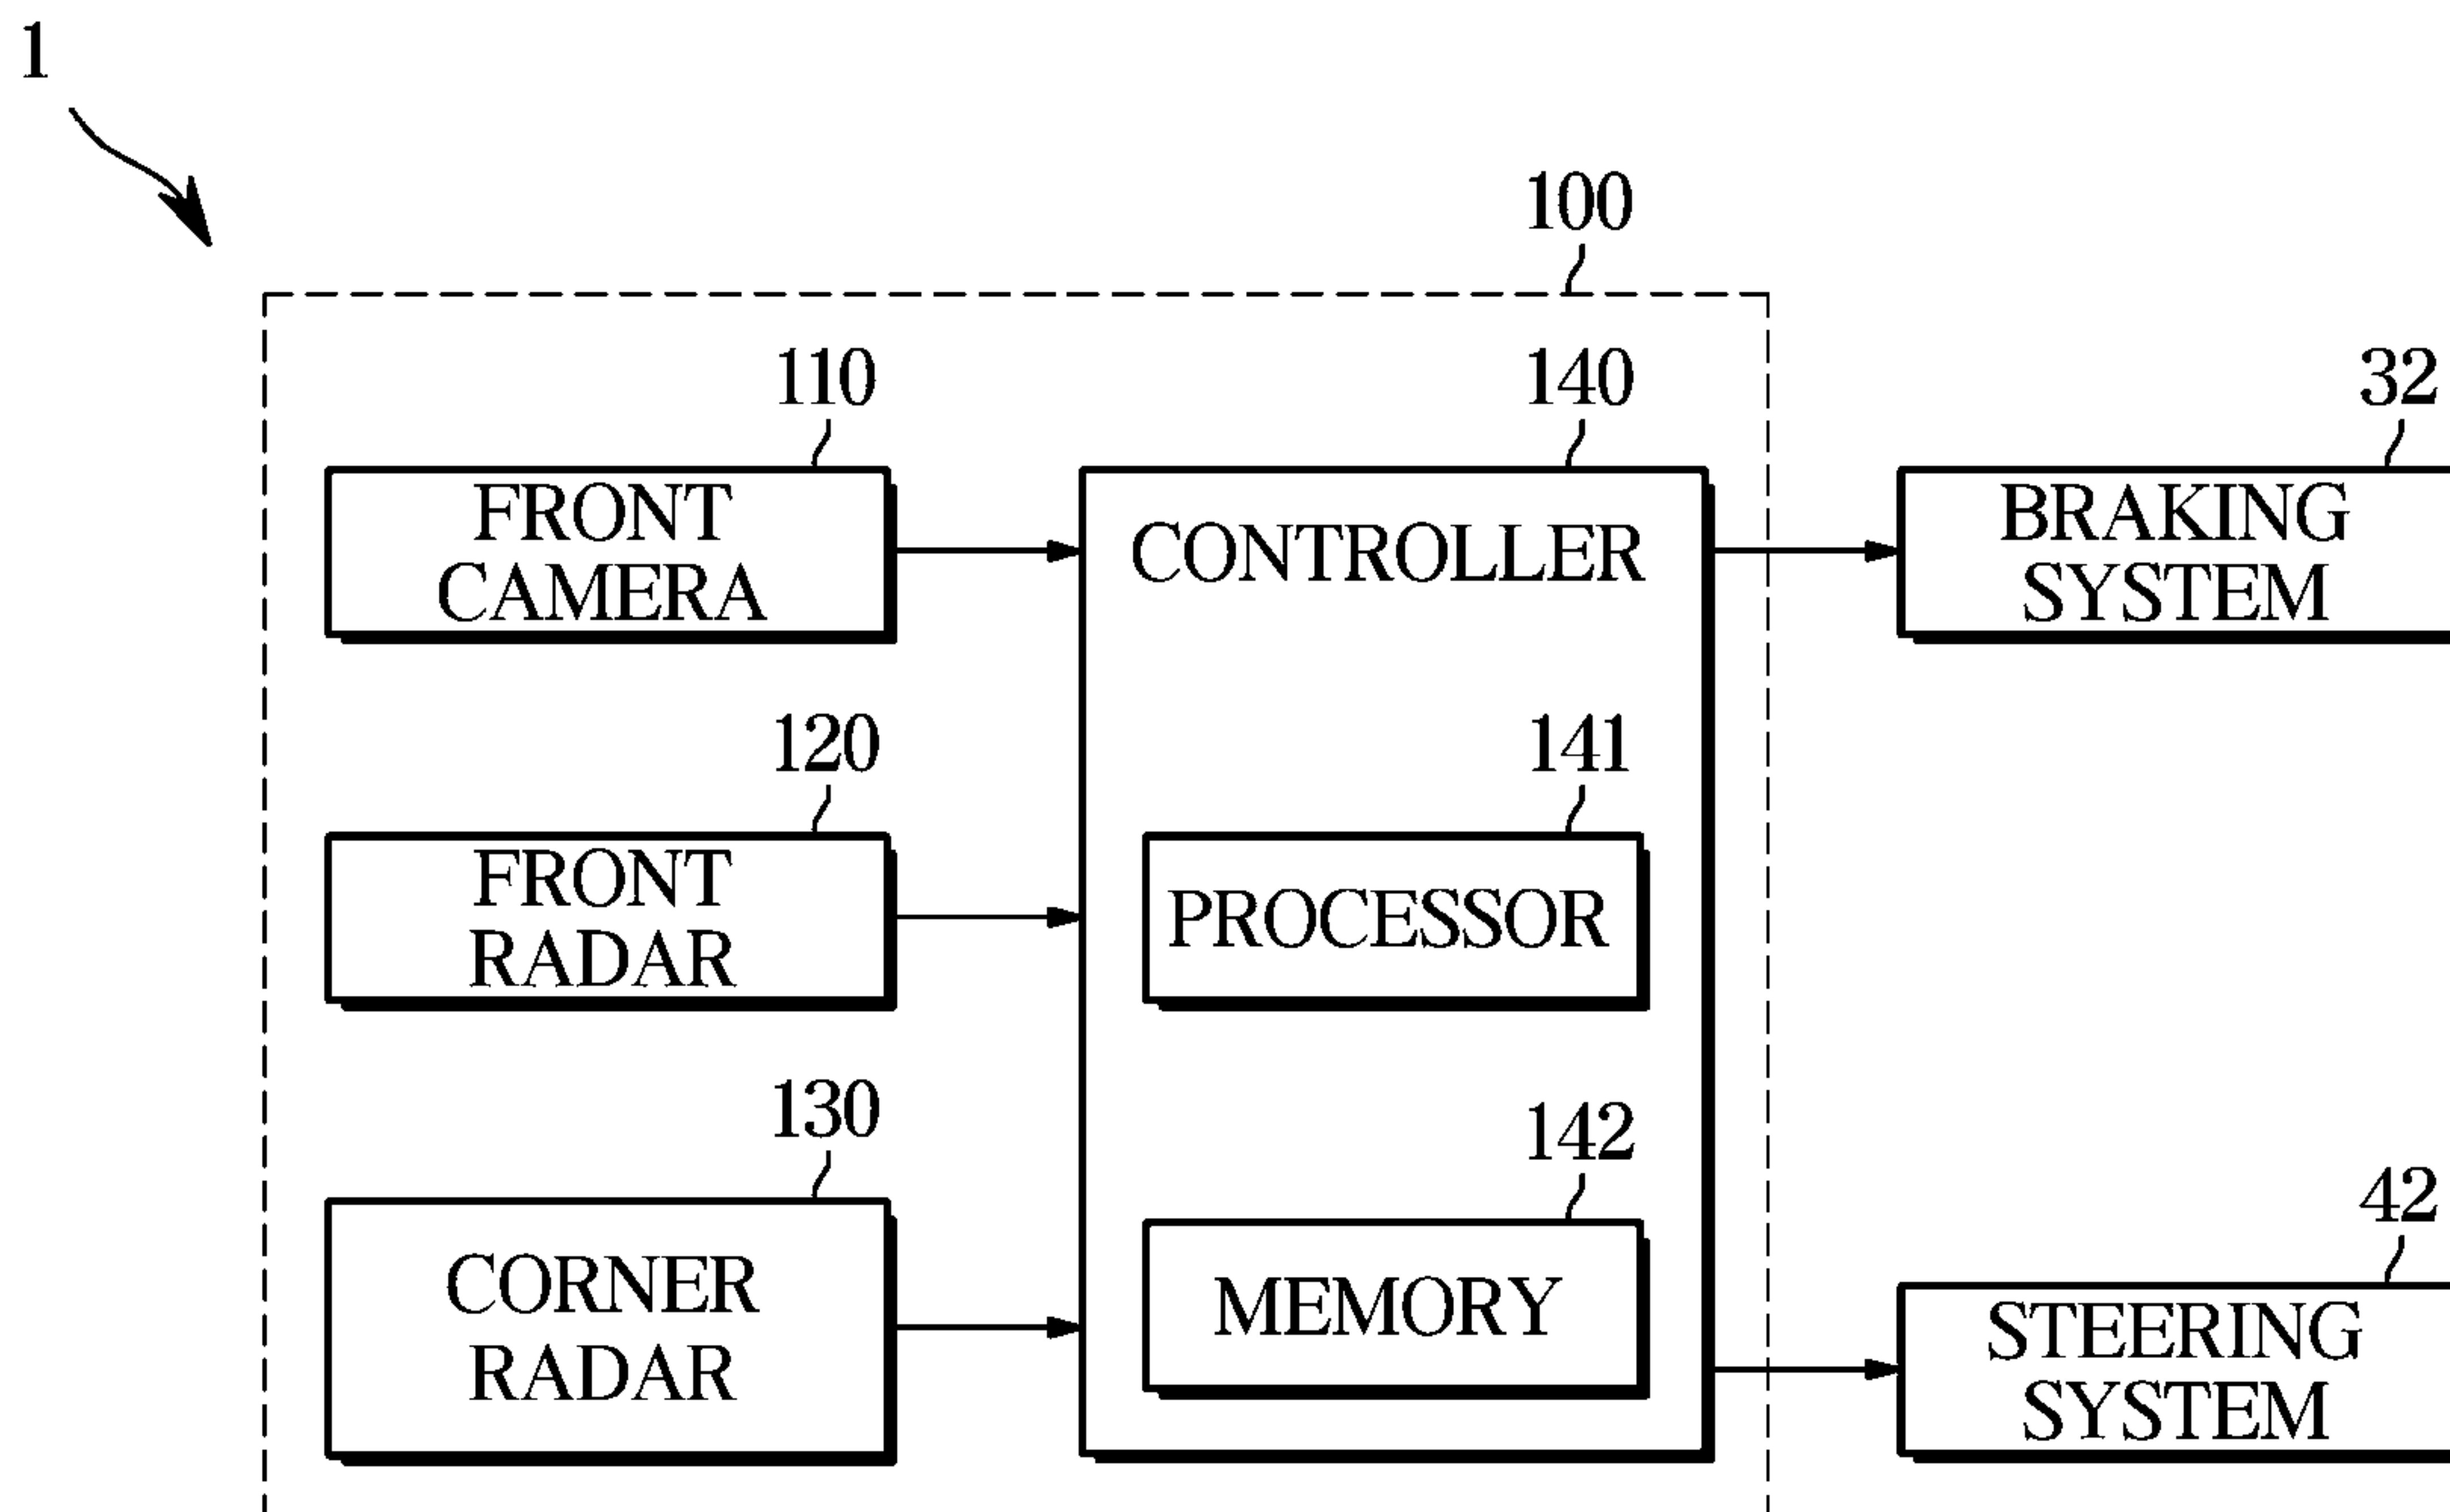 1
100
110
140
32
FRONT
CAMERA
CONTROLLER
BRAKING
SYSTEM
120
141
FRONT
RADAR
PROCESSOR
130
142
42
CORNER
RADAR
MEMORY
STEERING
SYSTEM